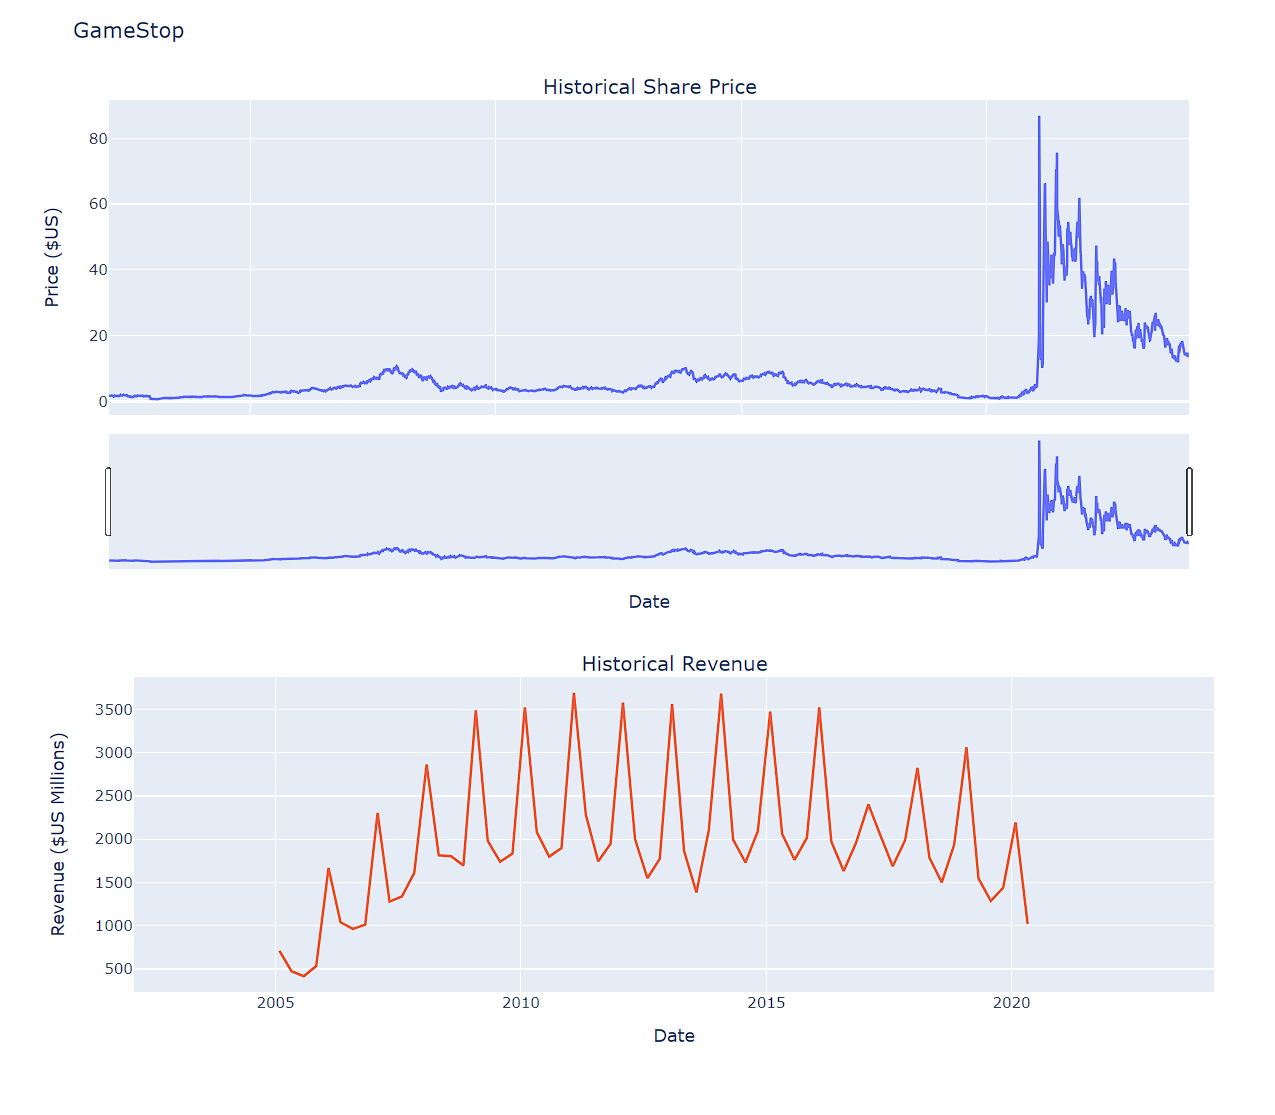 GameStop
Historical Share Price
Price ($US)
80
60
40
20
0
Date
Historical Revenue
Revenue ($US Millions)
3500
3000
2500
2000
1500
1000
500
2005 2010 2015 2020
Date